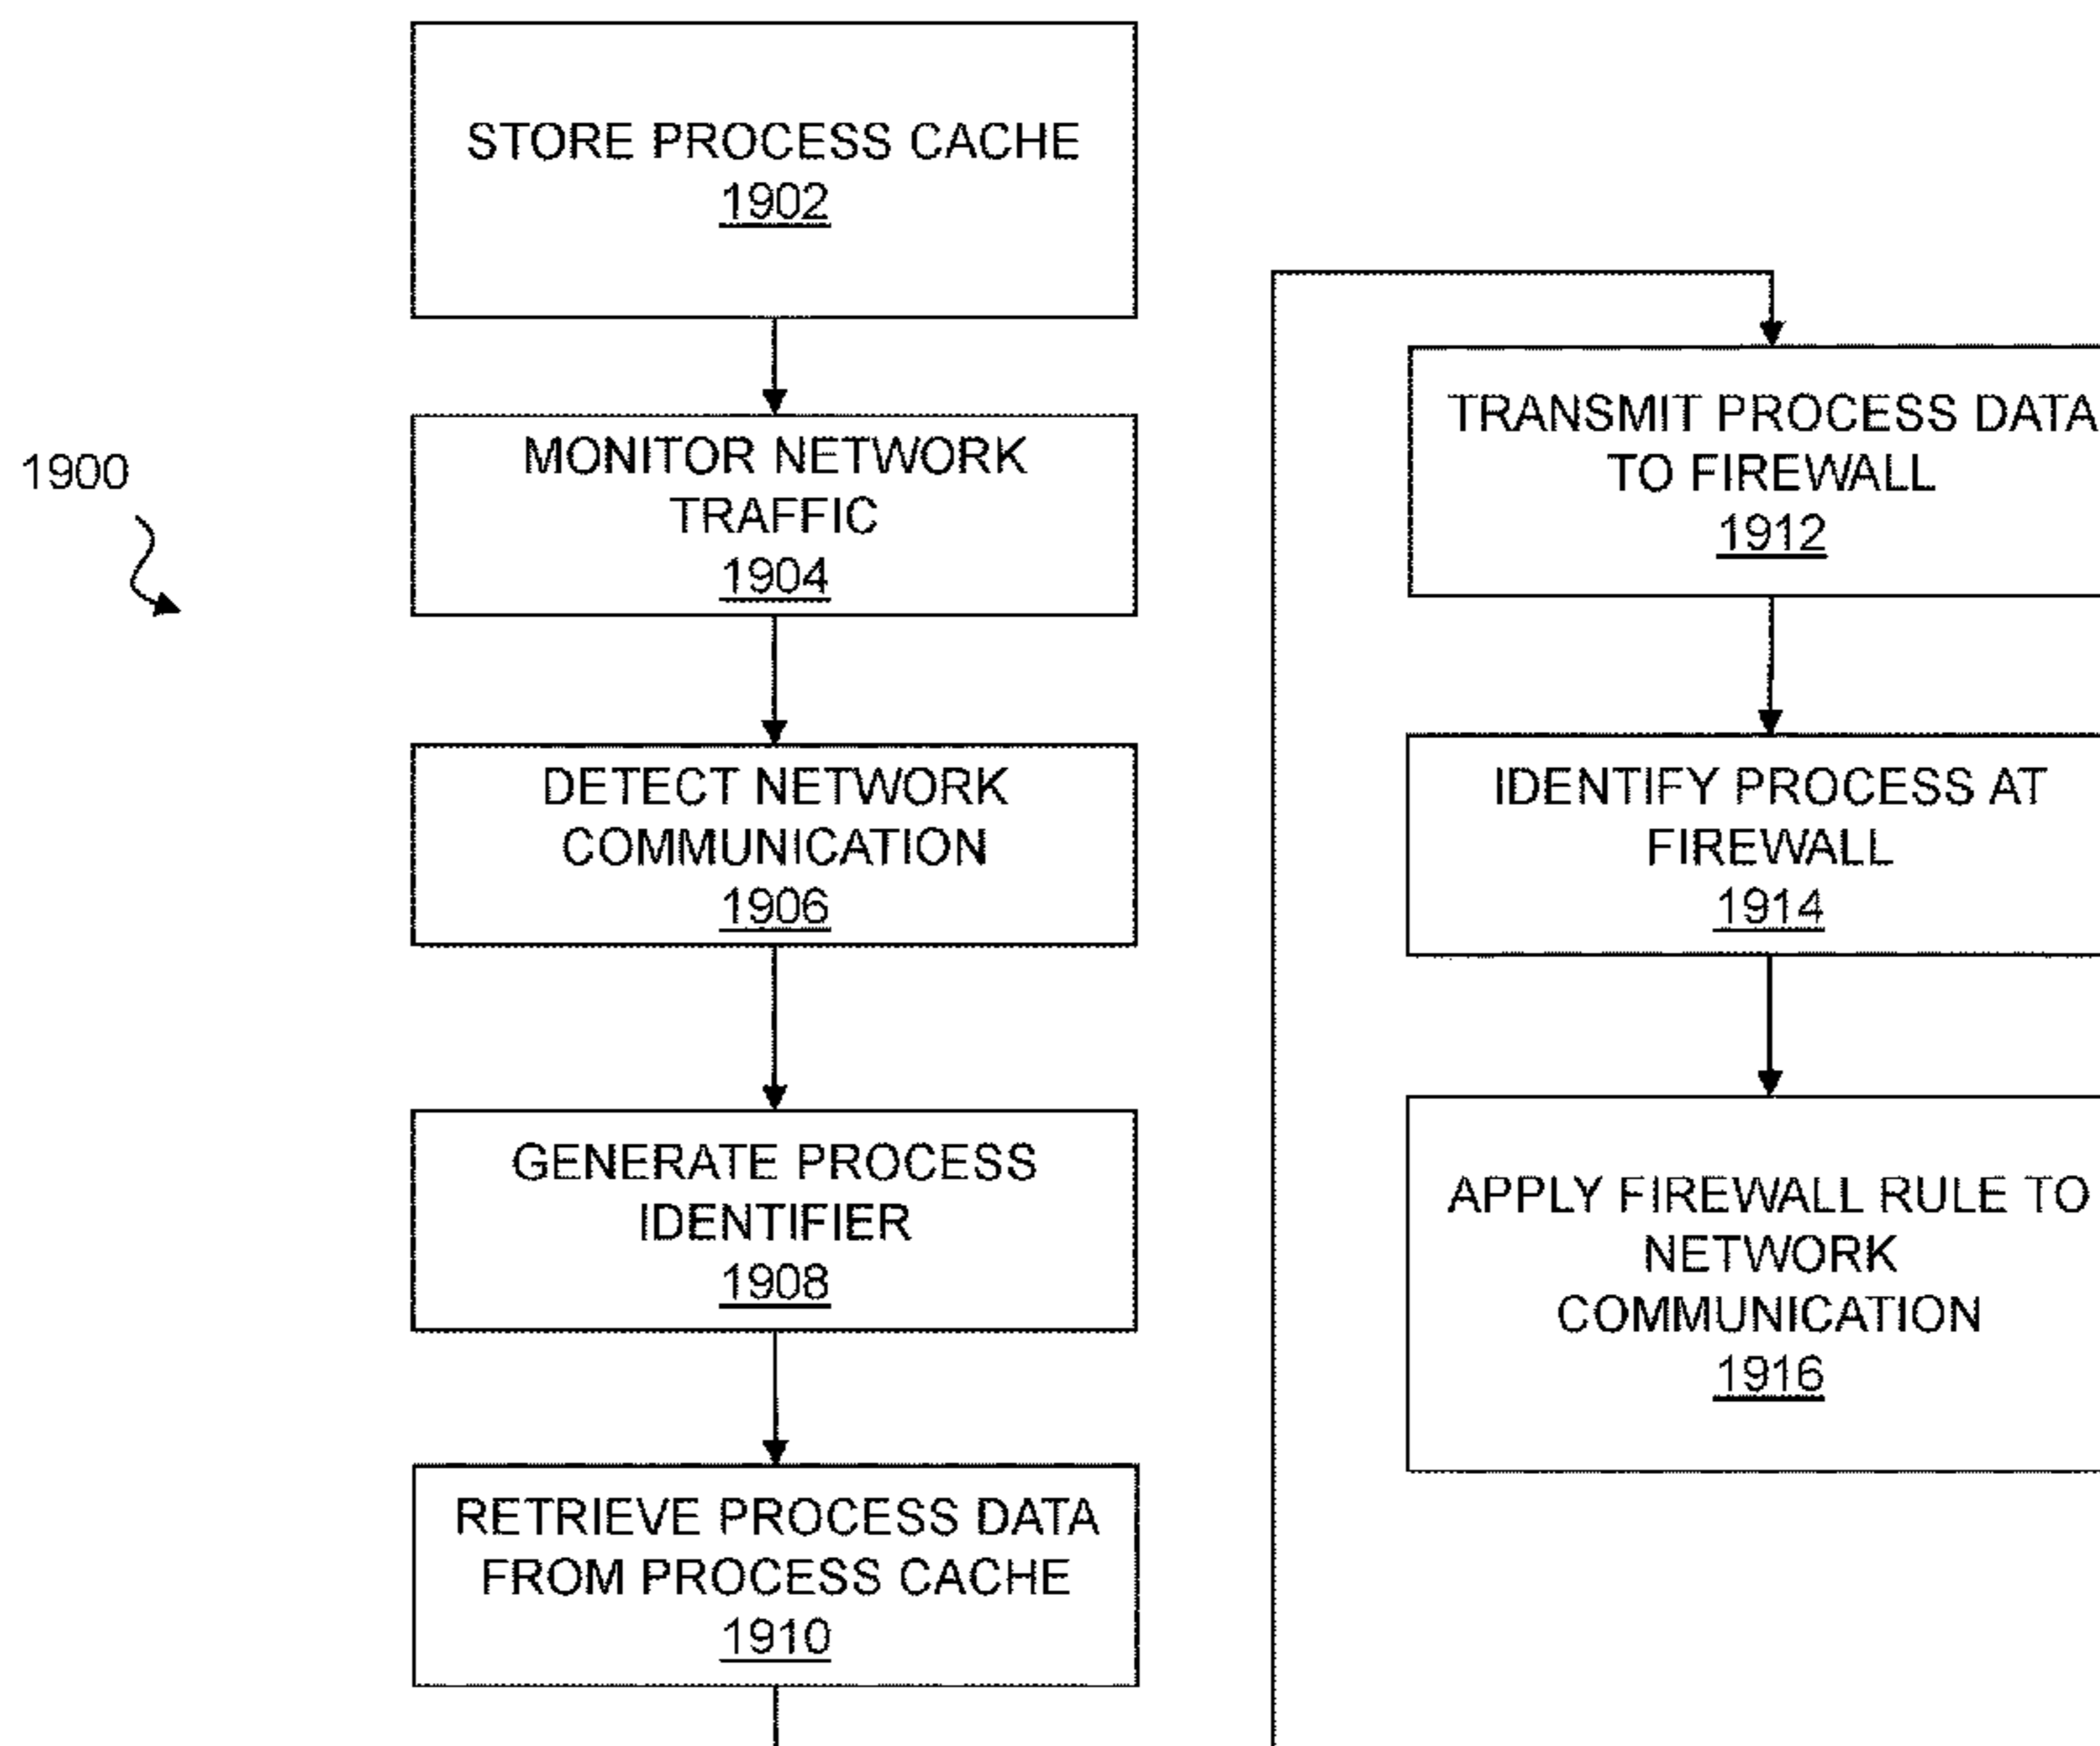 STORE PROCESS CACHE
1902
1900
MONITOR NETWORK
TRAFFIC
1904
DETECT NETWORK
COMMUNICATION
1906
GENERATE PROCESS
IDENTIFIER
1908
RETRIEVE PROCESS DATA
FROM PROCESS CACHE
1910
TRANSMIT PROCESS DATA
TO FIREWALL
1912
IDENTIFY PROCESS AT
FIREWALL
1914
APPLY FIREWALL RULE TO
NETWORK
COMMUNICATION
1916